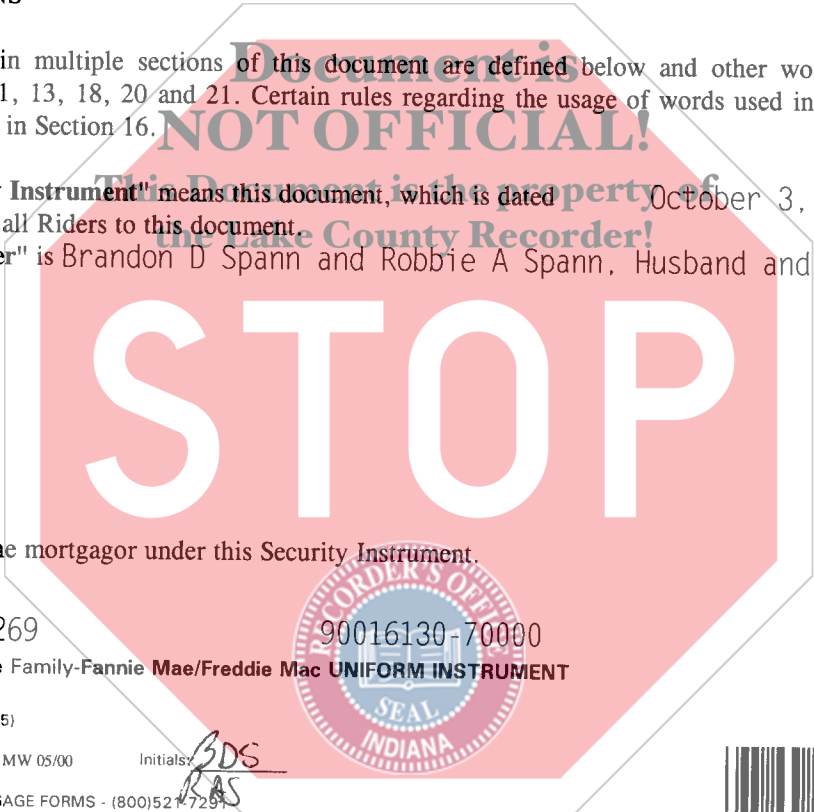 in multiple sections of this document are defined below and other wo
Document is
1, 13, 18, 20 and 21. Certain rules regarding the usage of words used in
in Section 16.
NOT OFFICIAL!
Instrument" means this document, which is dated October 3,
This Document is the property of
all Riders to this document.
the Lake County Recorder!
er" is Brandon D Spann and Robbie A Spann, Husband and
STOP
e mortgagor under this Security Instrument.
RECORDER'S OFFICE
269 90016130-70000
Family-Fannie Mae/Freddie Mac UNIFORM INSTRUMENT
5)
SEAL
INDIANA
MW 05/00 Initials: BDS
RAS
AGE FORMS - (800)521-7291